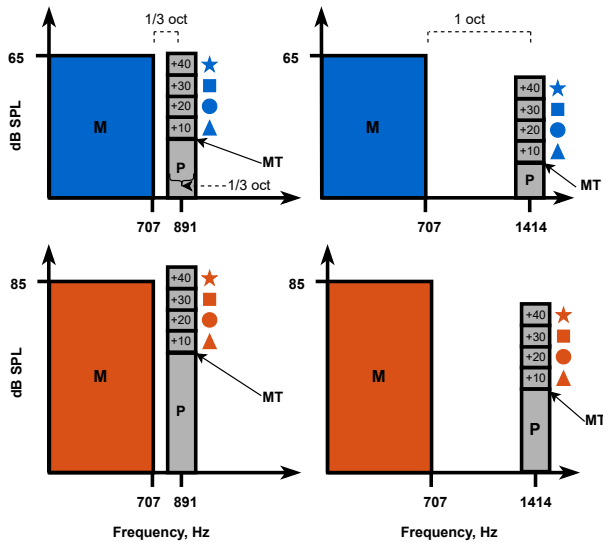 1/3 oct
1 oct
65
dB SPL
M
+40
+30
+20
+10
P
MT
1/3 oct
707
891
65
M
+40
+30
+20
+10
P
MT
707
1414
85
dB SPL
M
+40
+30
+20
+10
P
MT
707
891
Frequency, Hz
85
M
+40
+30
+20
+10
P
MT
707
1414
Frequency, Hz